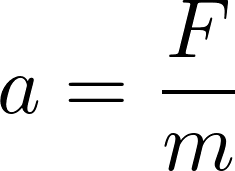 a = F/m